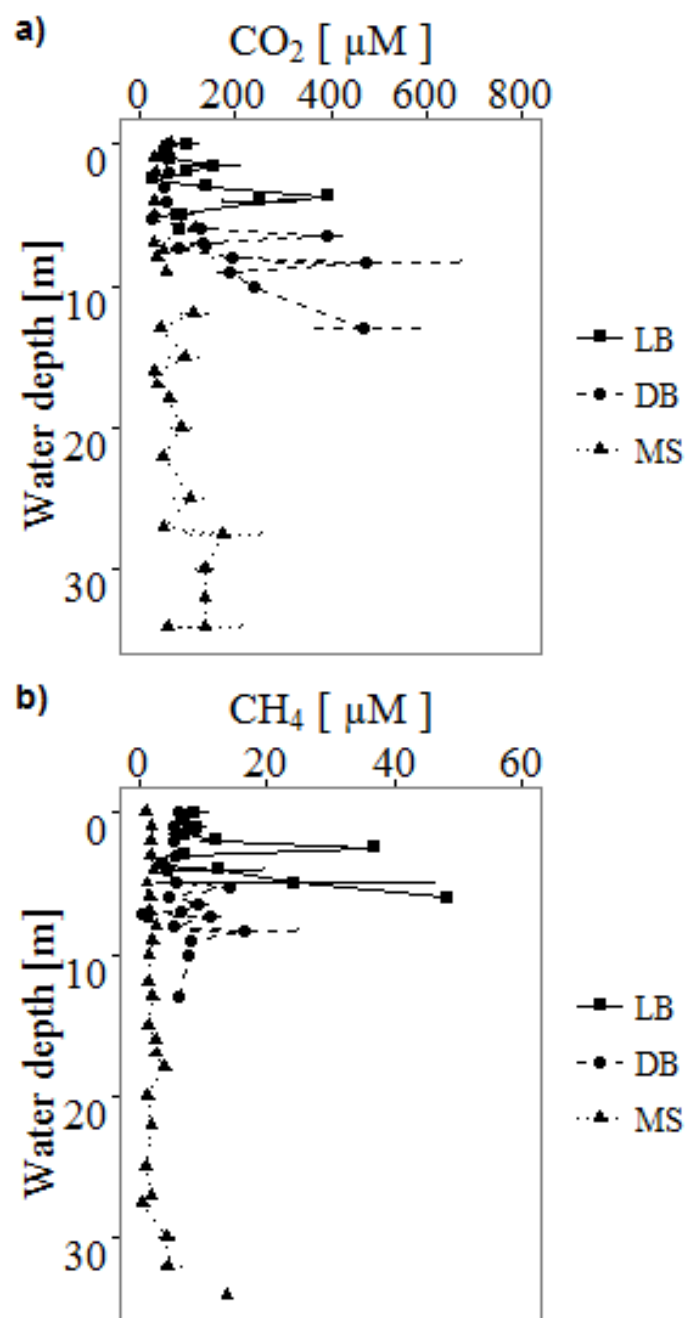 a)
CO₂ [ µM ]
0 200 400 600 800
0
10
20
30
Water depth [m]
LB
DB
MS
b)
CH₄ [ µM ]
0 20 40 60
0
10
20
30
Water depth [m]
LB
DB
MS